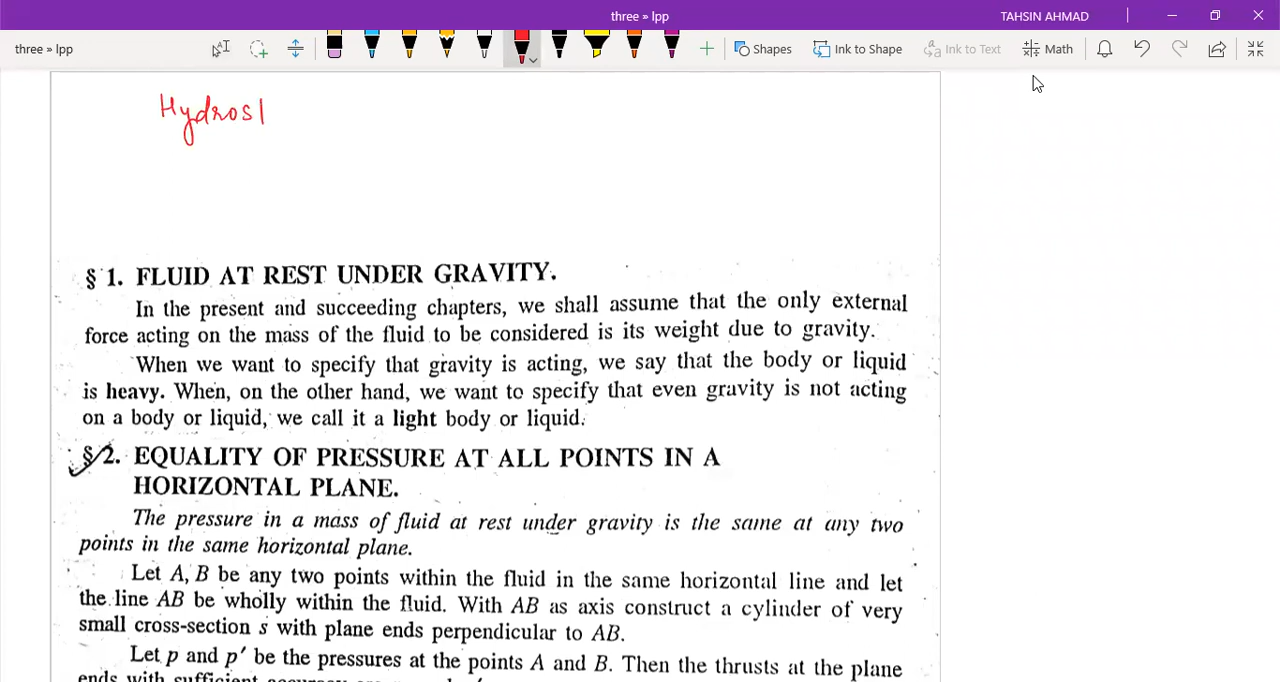 three » lpp
TAHSIN AHMAD
three » lpp
Shapes
Ink to Shape
Ink to Text
Math
Hydrosl
§ 1. FLUID AT REST UNDER GRAVITY.
In the present and succeeding chapters, we shall assume that the only external
force acting on the mass of the fluid to be considered is its weight due to gravity.
When we want to specify that gravity is acting, we say that the body or liquid
is heavy. When, on the other hand, we want to specify that even gravity is not acting
on a body or liquid, we call it a light body or liquid.
§ 2. EQUALITY OF PRESSURE AT ALL POINTS IN A
HORIZONTAL PLANE.
The pressure in a mass of fluid at rest under gravity is the same at any two
points in the same horizontal plane.
Let A, B be any two points within the fluid in the same horizontal line and let
the line AB be wholly within the fluid. With AB as axis construct a cylinder of very
small cross-section s with plane ends perpendicular to AB.
Let p and p′ be the pressures at the points A and B. Then the thrusts at the plane
ends with sufficient